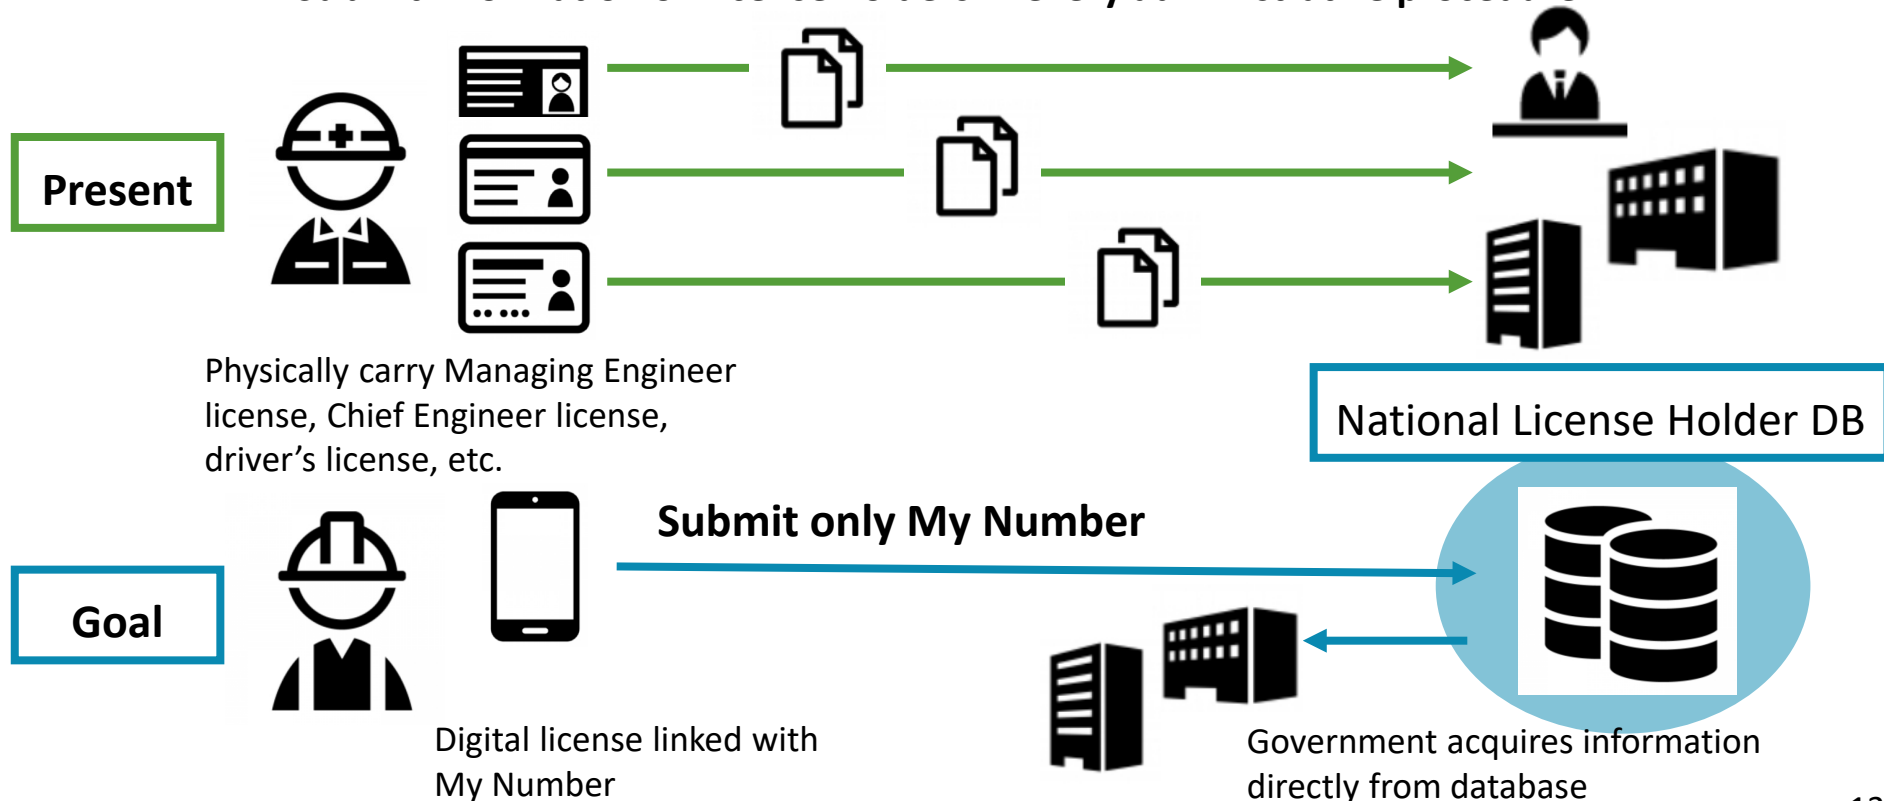 Present
Physically carry Managing Engineer
license, Chief Engineer license,
driver’s license, etc.
National License Holder DB
Submit only My Number
Goal
Digital license linked with
My Number
Government acquires information
directly from database